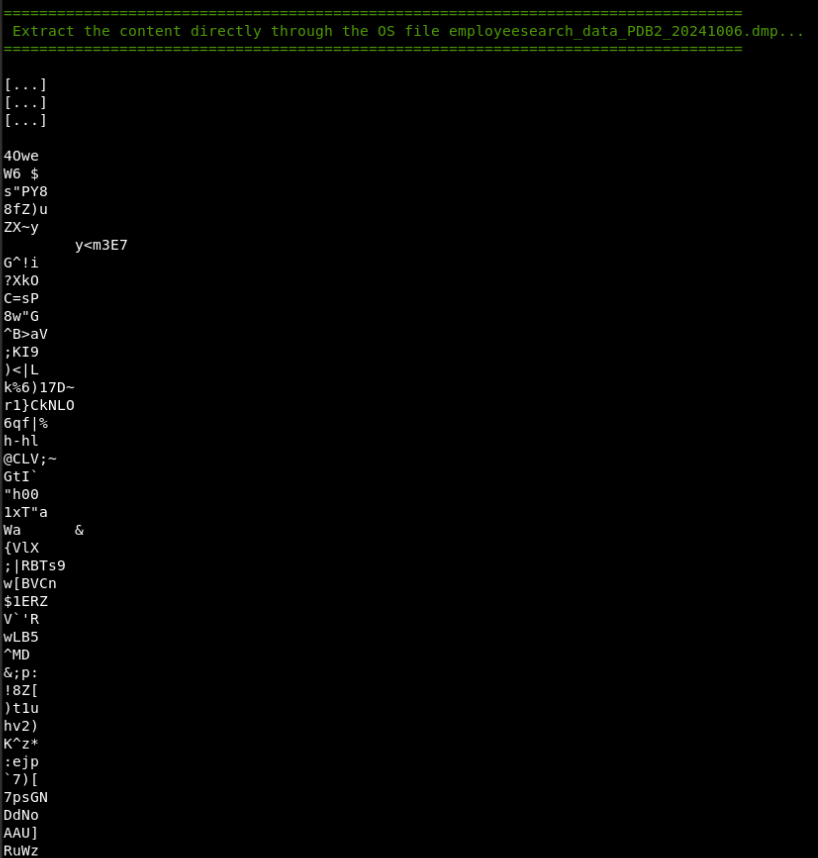 ===================================================================================
Extract the content directly through the OS file employeesearch_data_PDB2_20241006.dmp...
===================================================================================
[...]
[...]
[...]
4Owe
W6 $
s"PY8
8fZ)u
ZX~y
y<m3E7
G^!i
?XkO
C=sP
8w"G
^B>aV
;KI9
)<|L
k%6)17D~
r1}CkNLO
6qf|%
h-hl
@CLV;~
GtI`
"h00
1xT"a
Wa &
{VlX
;|RBTs9
w[BVCn
$1ERZ
V`'R
wLB5
^MD
&;p:
!8Z[
)t1u
hv2)
K^z*
:ejp
`7)[
7psGN
DdNo
AAU]
RuWz